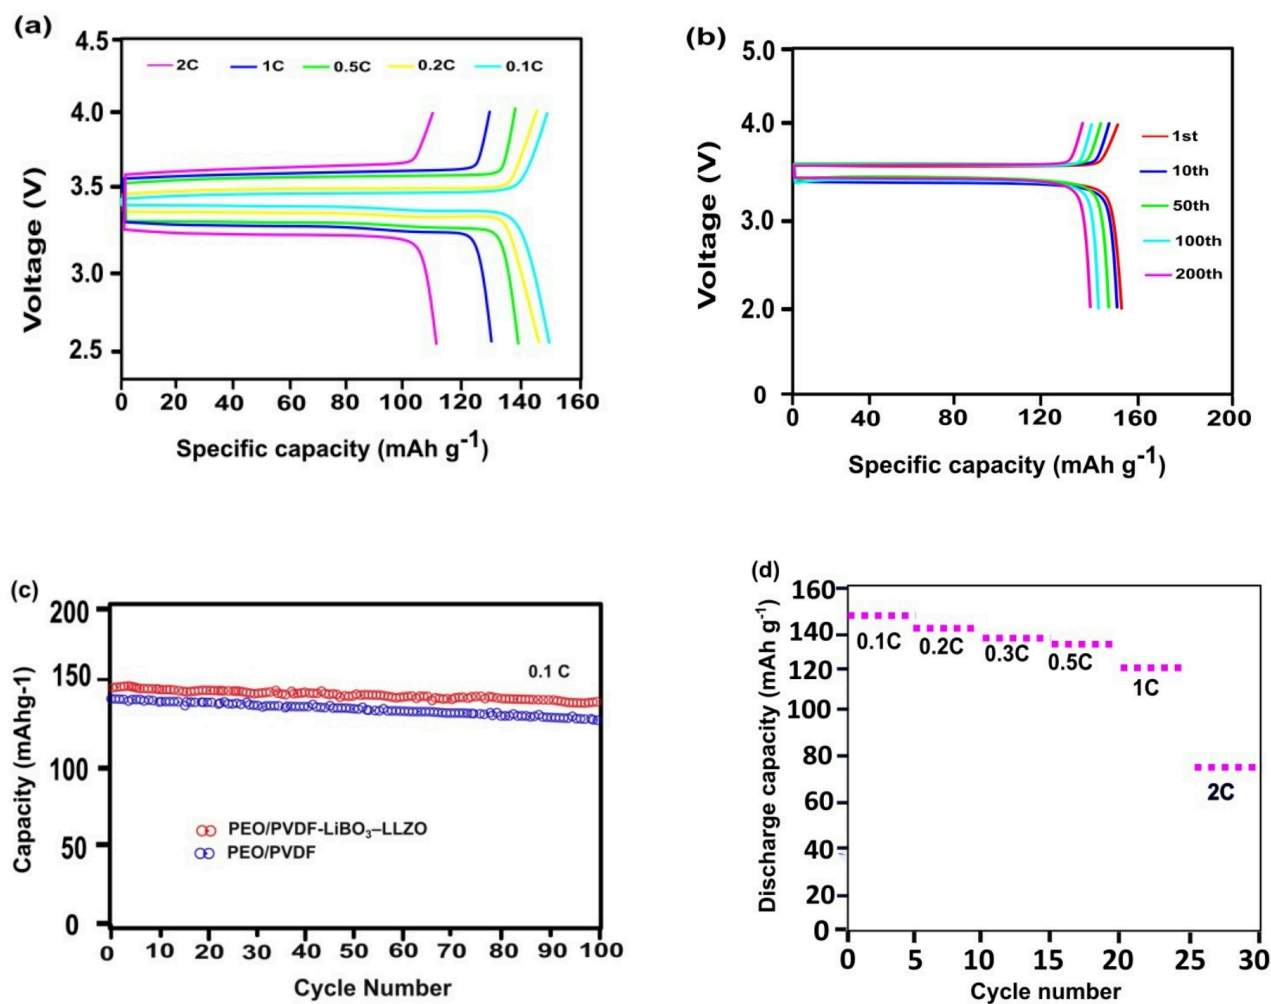 (a)
4.5
4.0
3.5
3.0
2.5
Voltage (V)
2C 1C 0.5C 0.2C 0.1C
0 20 40 60 80 100 120 140 160
Specific capacity (mAh g-1)
(b)
5.0
4.0
3.0
2.0
0
Voltage (V)
1st
10th
50th
100th
200th
0 40 80 120 160 200
Specific capacity (mAh g-1)
(c)
200
150
100
50
0
Capacity (mAhg-1)
0.1 C
PEO/PVDF-LiBO₃–LLZO
PEO/PVDF
0 10 20 30 40 50 60 70 80 90 100
Cycle Number
(d)
160
140
120
100
80
60
40
20
0
Discharge capacity (mAh g-1)
0.1C 0.2C 0.3C 0.5C
1C
2C
0 5 10 15 20 25 30
Cycle number